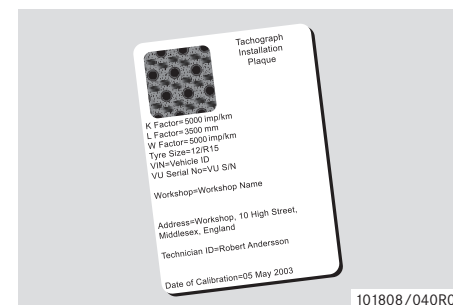 Tachograph
Installation
Plaque
K Factor=5000 imp/km
L Factor=3500 mm
W Factor=5000 imp/km
Tyre Size=12/R15
VIN=Vehicle ID
VU Serial No=VU S/N
Workshop=Workshop Name
Address=Workshop, 10 High Street,
Middlesex, England
Technician ID=Robert Andersson
Date of Calibration=05 May 2003